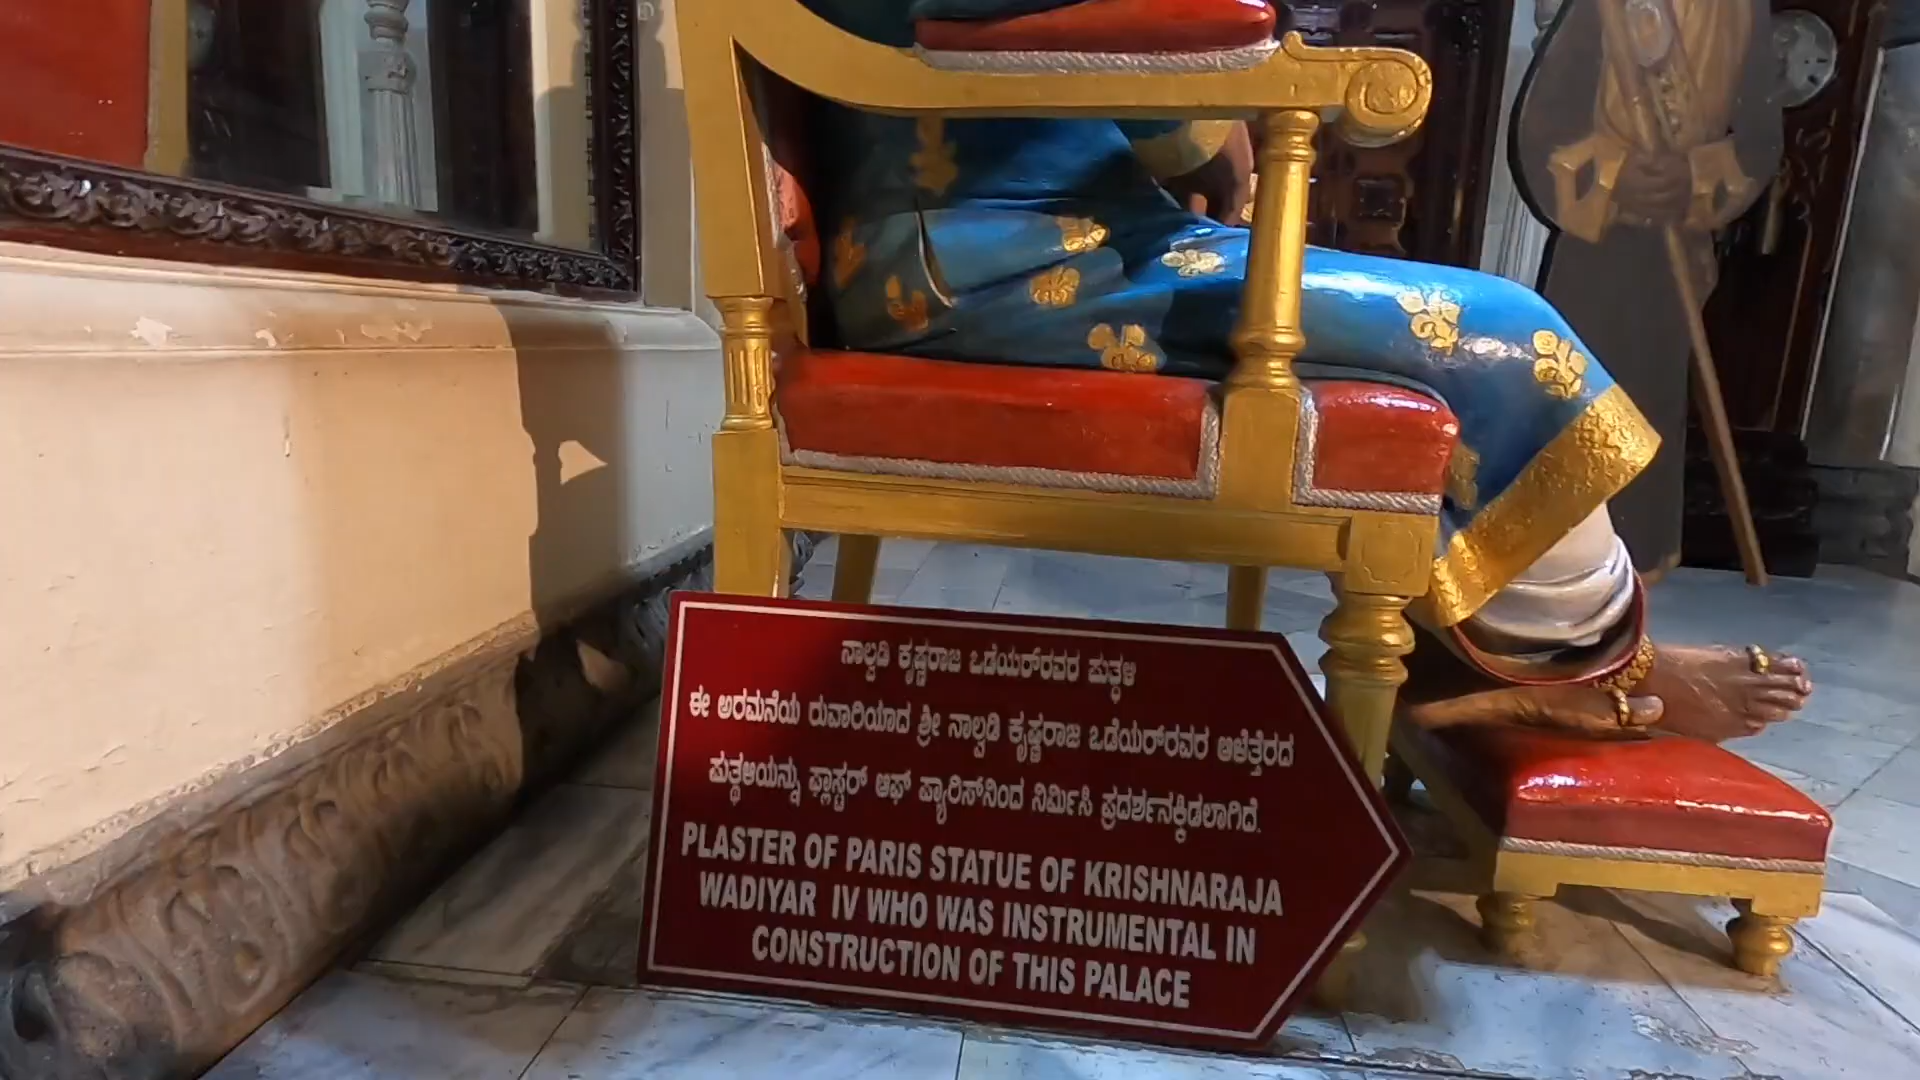 ನಾಲ್ವಡಿ ಕೃಷ್ಣರಾಜ ಒಡೆಯರ್‌ರವರ ಪುತ್ಥಳಿ
ಈ ಅರಮನೆಯ ರುವಾರಿಯಾದ ಶ್ರೀ ನಾಲ್ವಡಿ ಕೃಷ್ಣರಾಜ ಒಡೆಯರ್‌ರವರ ಆಳೆತ್ತರದ
ಪುತ್ಥಳಿಯನ್ನು ಪ್ಲಾಸ್ಟರ್ ಆಫ್ ಪ್ಯಾರಿಸ್‌ನಿಂದ ನಿರ್ಮಿಸಿ ಪ್ರದರ್ಶನಕ್ಕಿಡಲಾಗಿದೆ.
PLASTER OF PARIS STATUE OF KRISHNARAJA
WADIYAR IV WHO WAS INSTRUMENTAL IN
CONSTRUCTION OF THIS PALACE